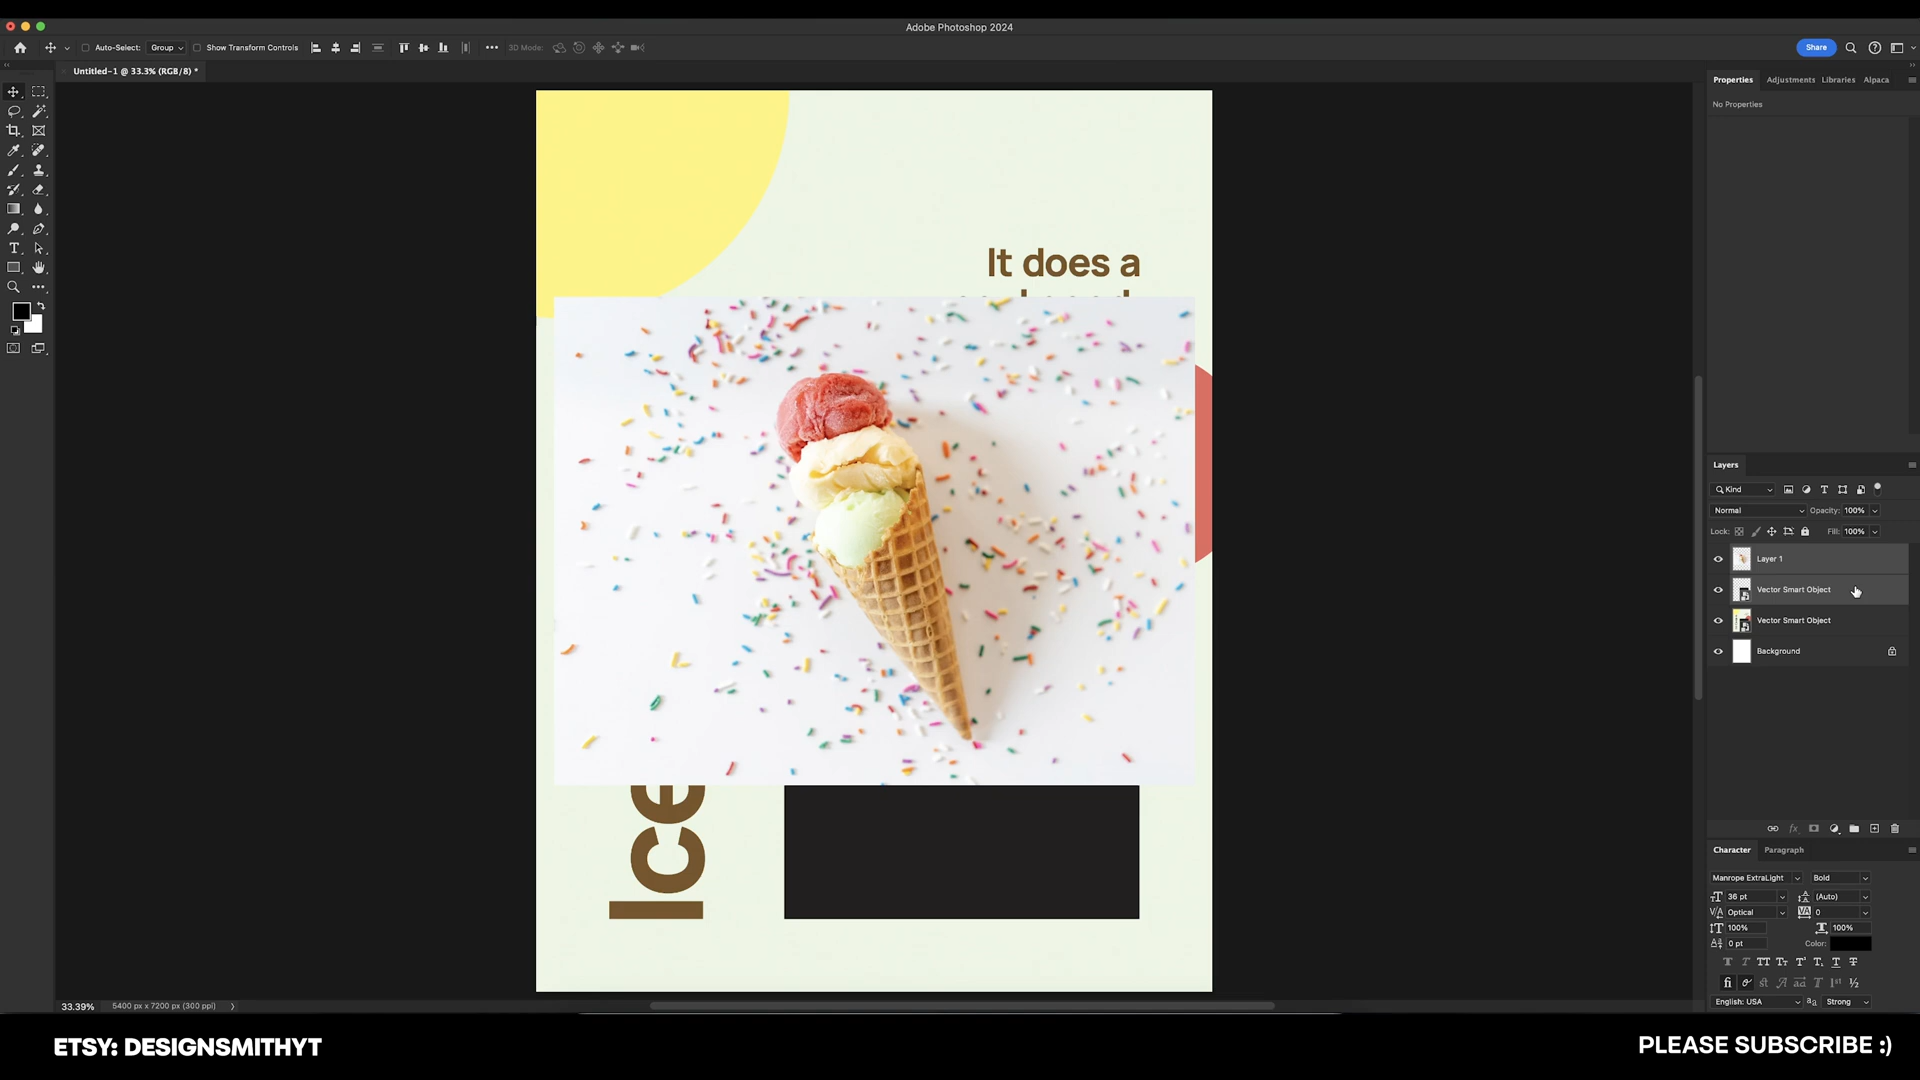 Adobe Photoshop 2024
Auto-Select: Group Show Transform Controls 3D Mode: Share
Untitled-1 @ 33.3% (RGB/8) *
Properties Adjustments Libraries Alpaca
No Properties
It does a
Layers
Kind
Normal Opacity: 100%
Lock: Fill: 100%
Layer 1
Vector Smart Object
Vector Smart Object
Background
Ice
Character Paragraph
Manrope ExtraLight Bold
36 pt (Auto)
Optical 0
100% 100%
0 pt Color:
English: USA Strong
33.39% 5400 px x 7200 px (300 ppi)
ETSY: DESIGNSMITHYT
PLEASE SUBSCRIBE :)